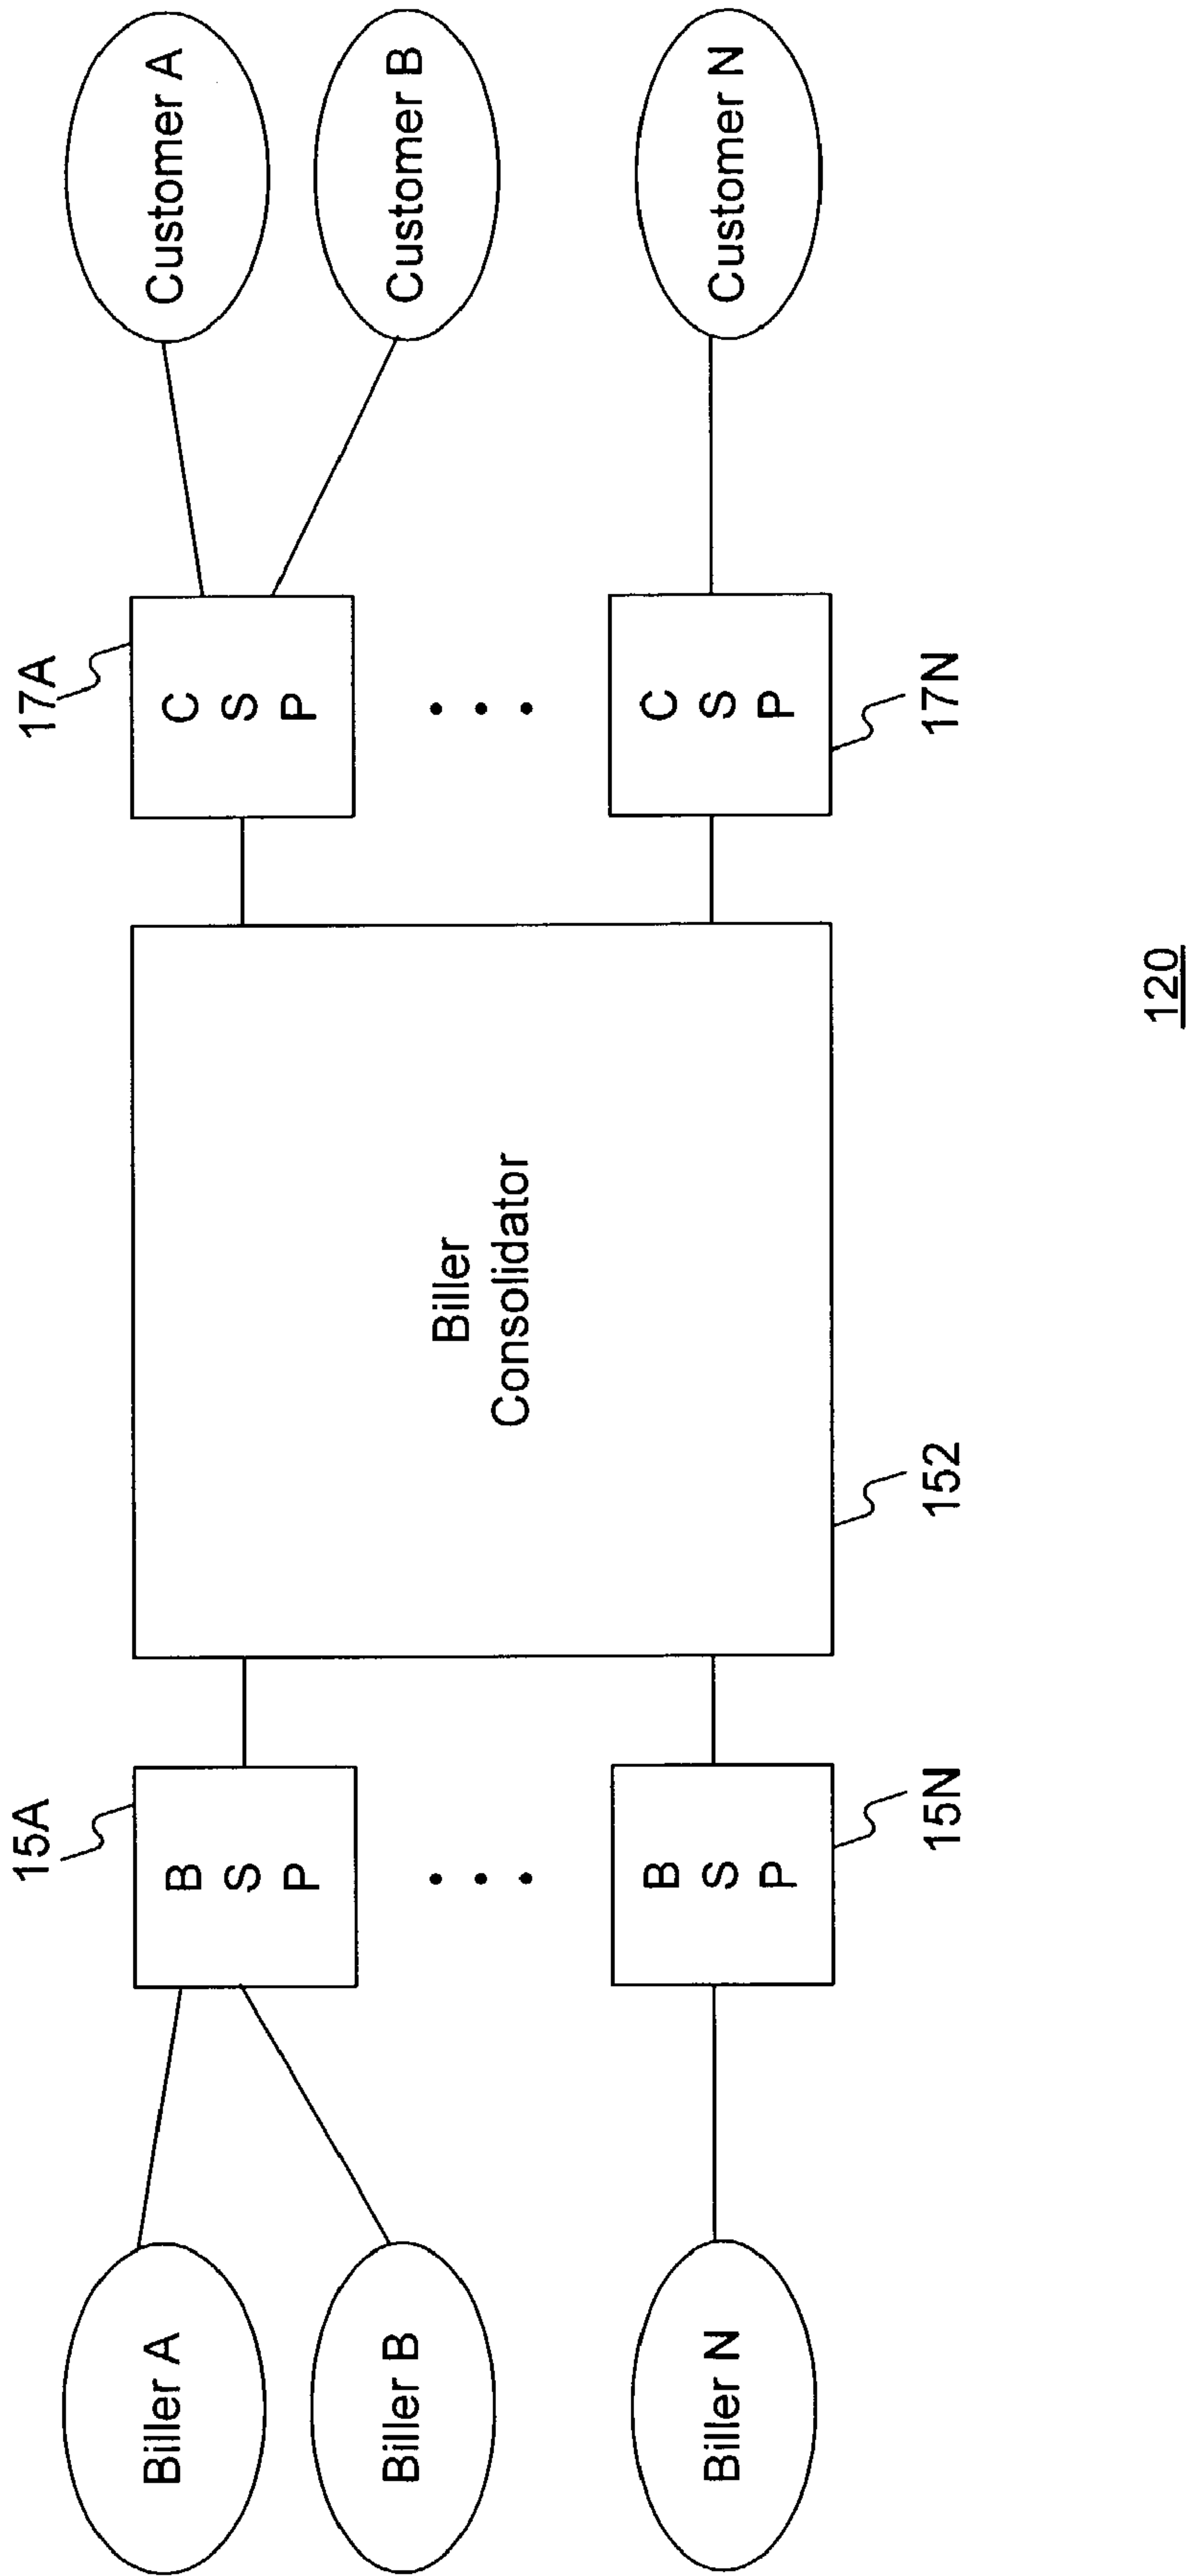 15A
17A
Biller A
B
S
P
C
S
P
Customer A
Biller B
Customer B
Biller
Consolidator
Biller N
B
S
P
C
S
P
Customer N
15N
152
17N
120